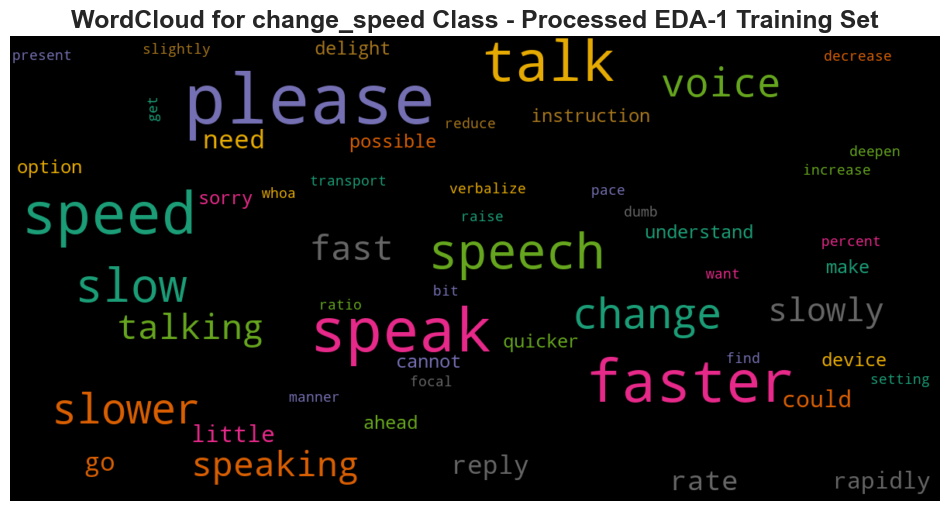 WordCloud for change_speed Class - Processed EDA-1 Training Set
present
slightly
delight
talk
decrease
please
voice
get
reduce
instruction
need
possible
option
deepen
increase
transport
sorry
whoa
verbalize
pace
speed
raise
dumb
understand
fast
speech
percent
make
slow
want
bit
ratio
talking
speak
change
slowly
quicker
cannot
find
device
focal
faster
setting
manner
could
slower
ahead
little
go
speaking
reply
rate
rapidly